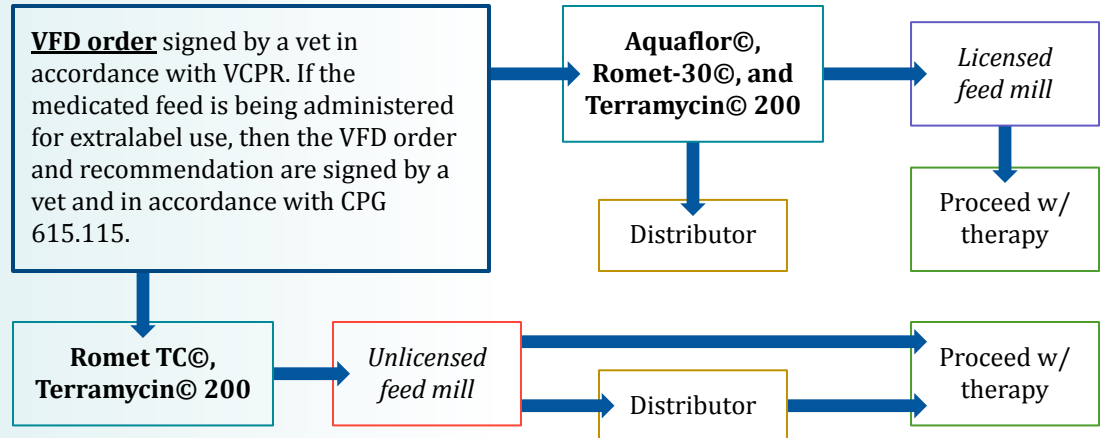 VFD order signed by a vet in
accordance with VCPR. If the
medicated feed is being administered
for extralabel use, then the VFD order
and recommendation are signed by a
vet and in accordance with CPG
615.115.
Aquaflor©,
Romet-30©, and
Terramycin© 200
Licensed
feed mill
Distributor
Proceed w/
therapy
Romet TC©,
Terramycin© 200
Unlicensed
feed mill
Distributor
Proceed w/
therapy